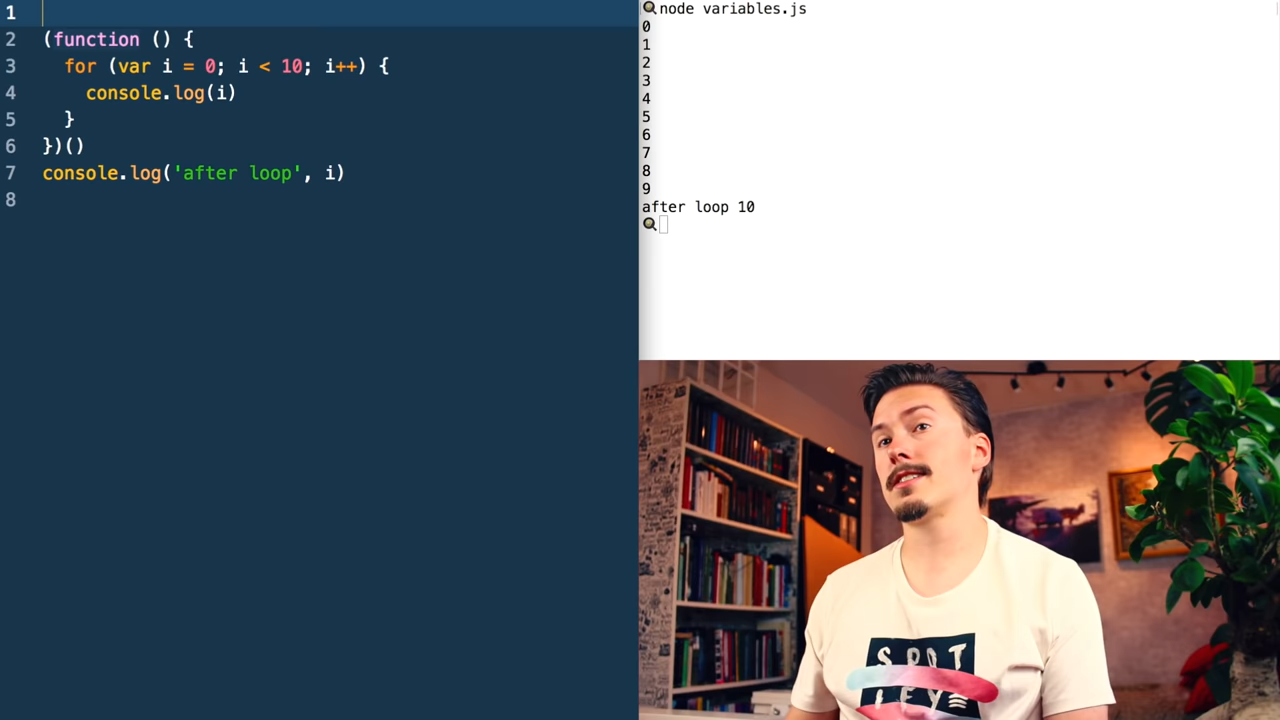 1
2 (function () {
3 for (var i = 0; i < 10; i++) {
4 console.log(i)
5 }
6 })()
7 console.log('after loop', i)
8
node variables.js
0
1
2
3
4
5
6
7
8
9
after loop 10
SPOT